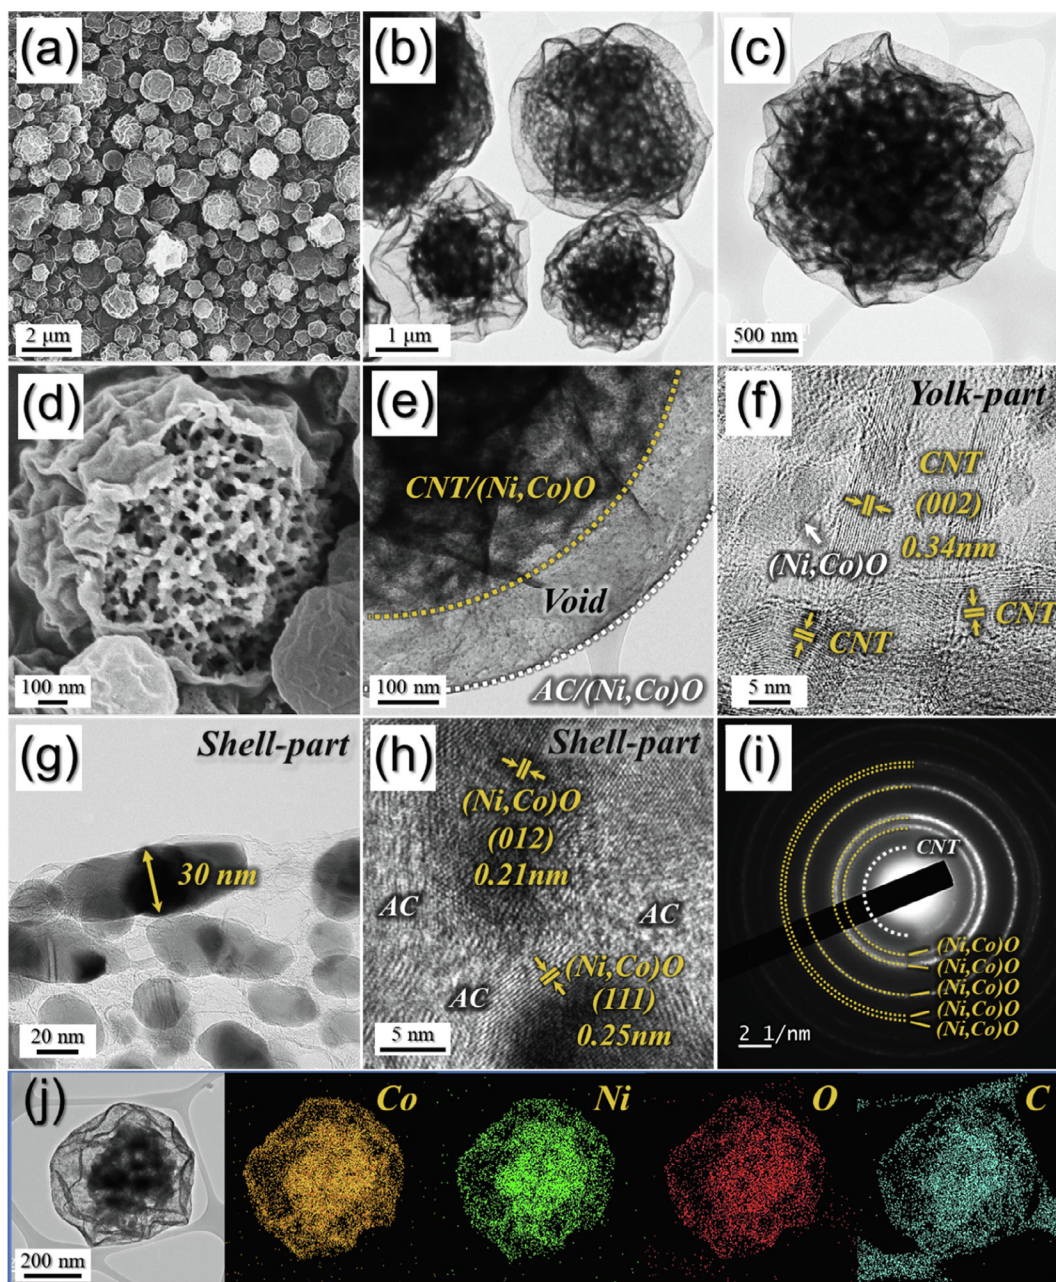 (a)
2 μm
(b)
1 μm
(c)
500 nm
(d)
100 nm
(e)
CNT/(Ni,Co)O
Void
AC/(Ni,Co)O
100 nm
(f)
Yolk-part
CNT
(002)
0.34nm
(Ni,Co)O
CNT
CNT
5 nm
(g)
Shell-part
30 nm
20 nm
(h)
Shell-part
(Ni,Co)O
(012)
0.21nm
AC
AC
(Ni,Co)O
AC
(111)
0.25nm
5 nm
(i)
CNT
(Ni,Co)O
(Ni,Co)O
(Ni,Co)O
(Ni,Co)O
(Ni,Co)O
2 1/nm
(j)
200 nm
Co
Ni
O
C